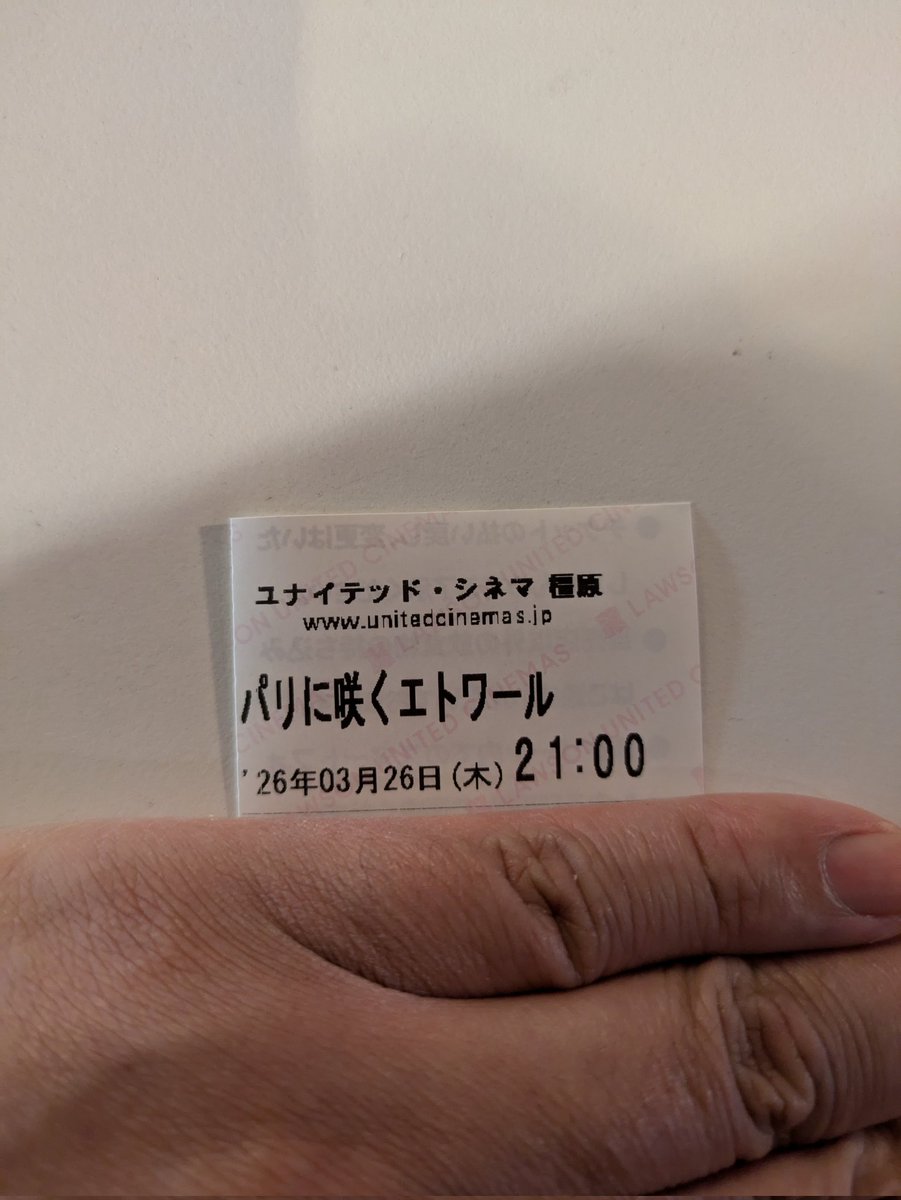 ユナイテッド・シネマ 橿原
www.unitedcinemas.jp
パリに咲くエトワール
'26年03月26日(木) 21:00